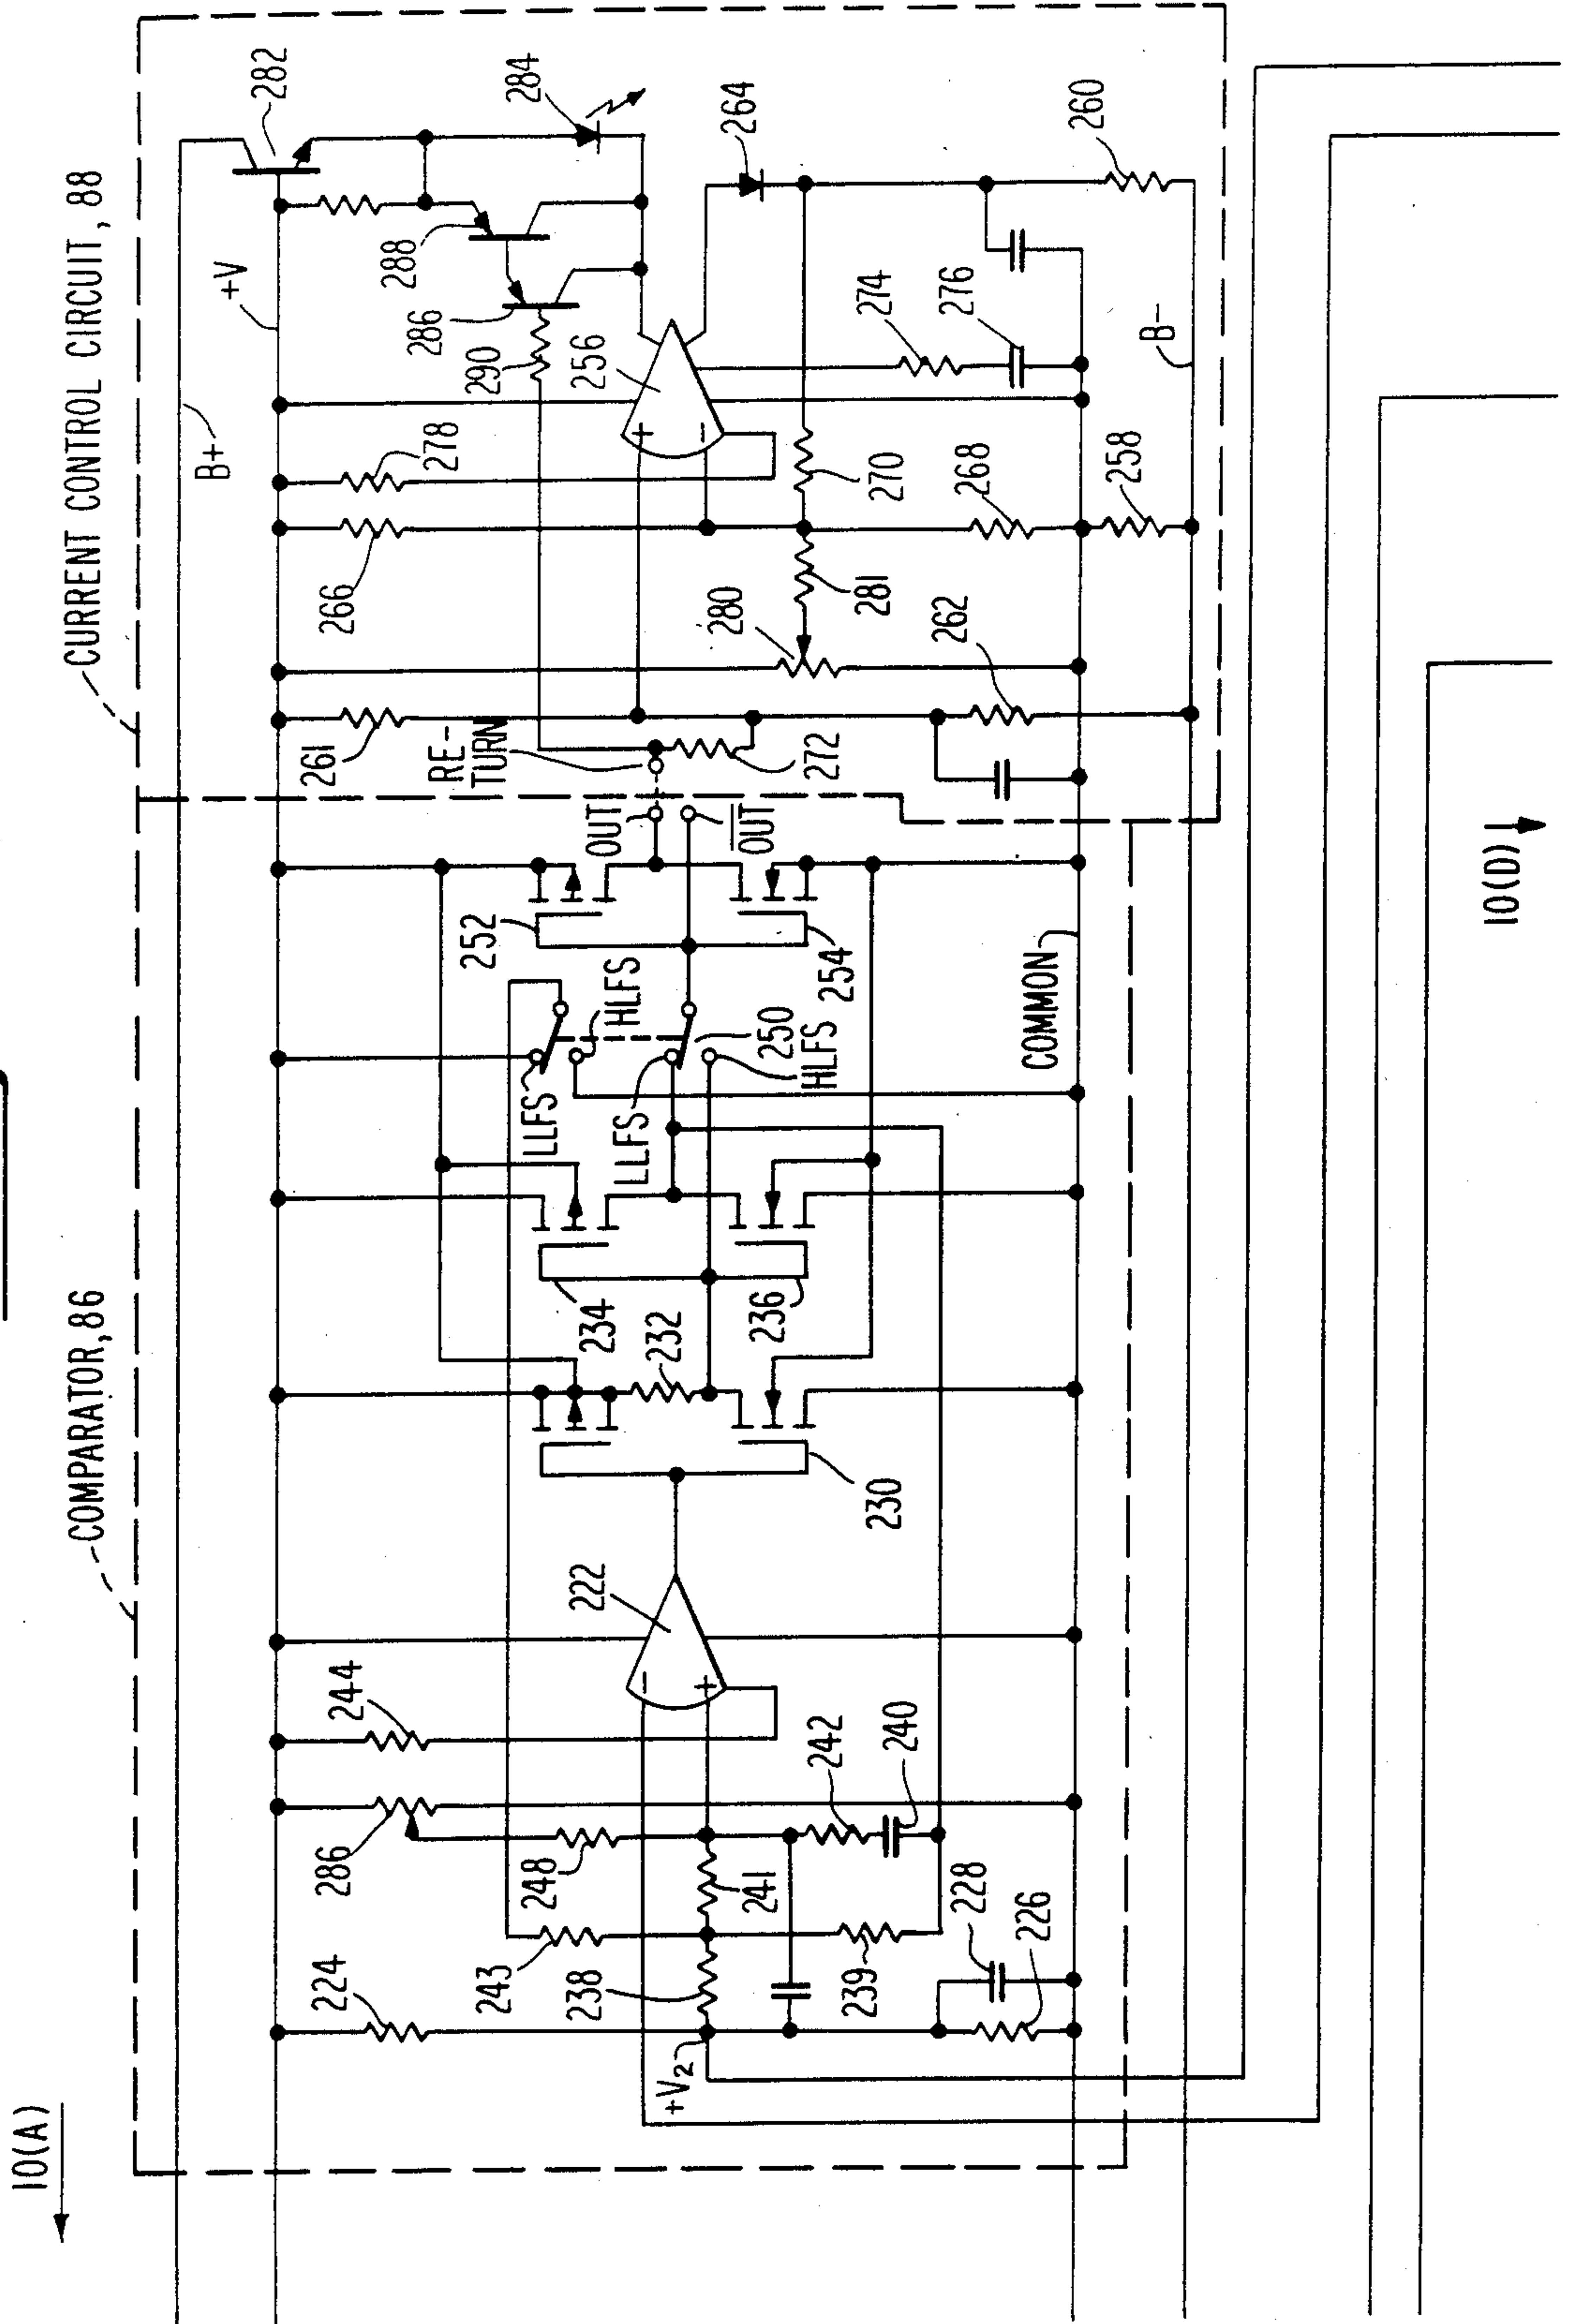 10(A)
COMPARATOR, 86
CURRENT CONTROL CIRCUIT, 88
B+
+V
282
284
288
286
290
256
264
260
274
276
B-
278
270
268
258
266
281
280
262
261
RE-
TURN
272
OUT
OUT
252
254
COMMON
HLFS
LLFS
250
HLFS
LLFS
234
236
232
230
222
244
286
248
242
240
241
243
238
239
228
226
224
+V2
10(D)